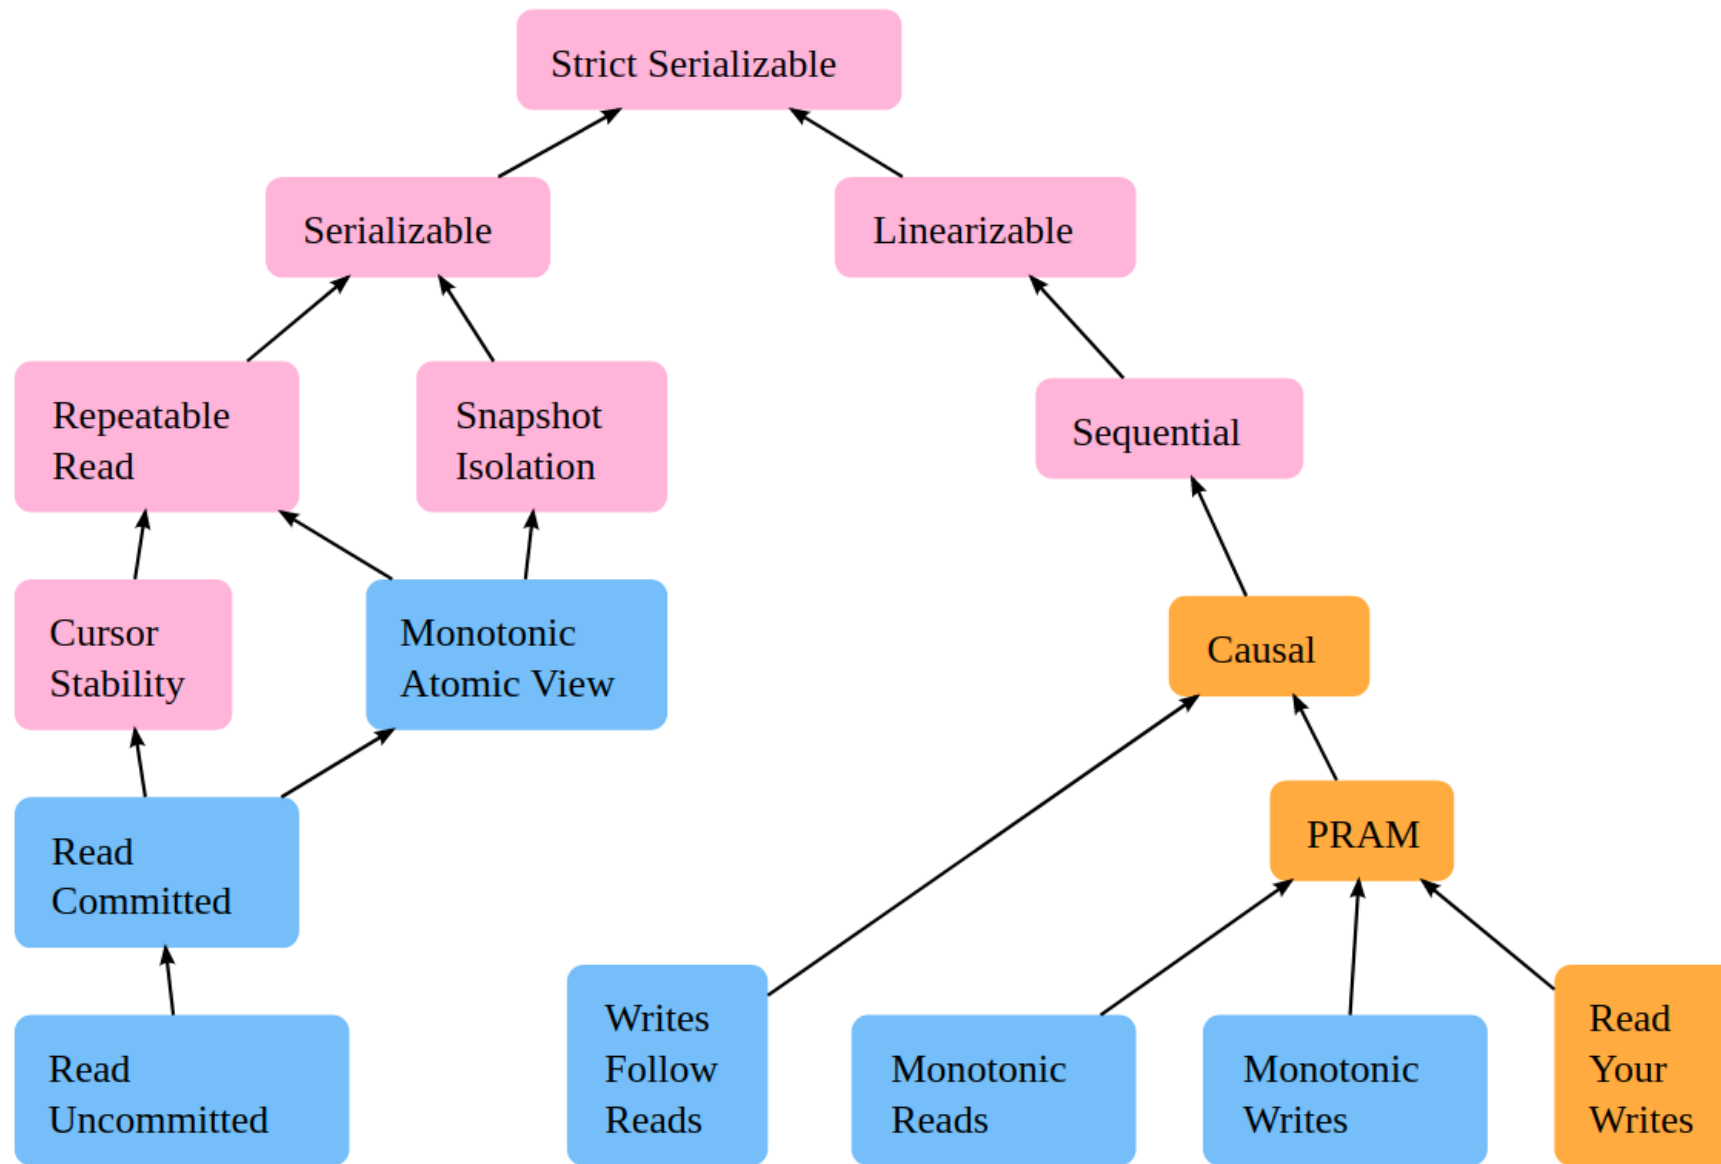 Strict Serializable
Serializable
Linearizable
Repeatable
Read
Snapshot
Isolation
Sequential
Cursor
Stability
Monotonic
Atomic View
Causal
Read
Committed
PRAM
Read
Uncommitted
Writes
Follow
Reads
Monotonic
Reads
Monotonic
Writes
Read
Your
Writes